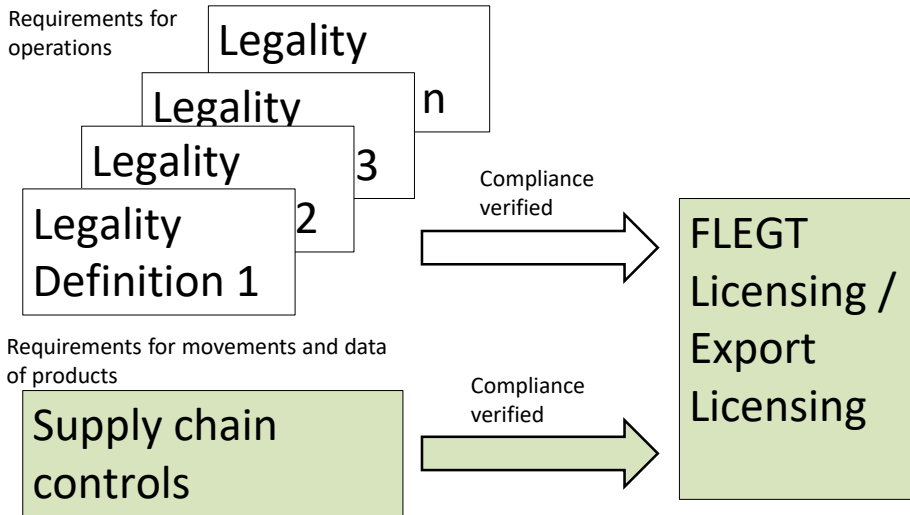 Requirements for
operations
Legality
n
Legality
3
Legality
2
Legality
Definition 1
Compliance
verified
FLEGT
Licensing /
Export
Licensing
Requirements for movements and data
of products
Supply chain
controls
Compliance
verified